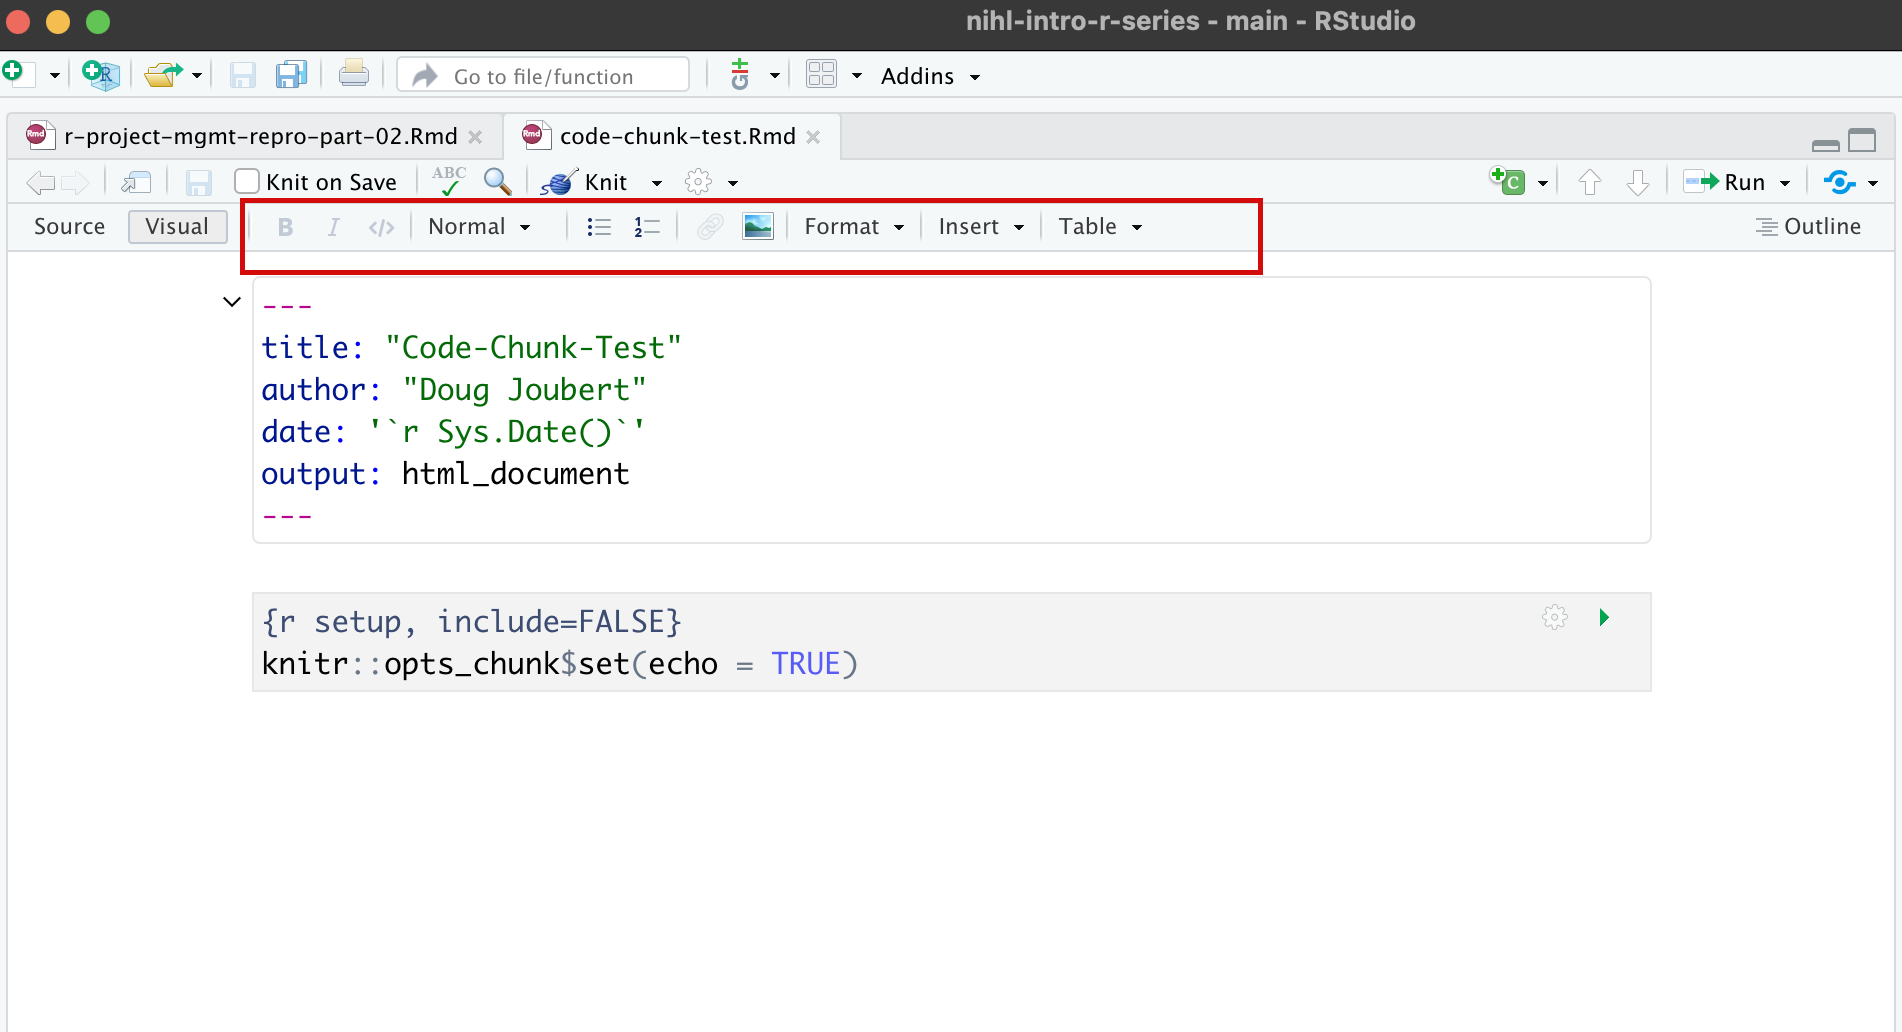 nihl-intro-r-series - main - RStudio
Go to file/function Addins
r-project-mgmt-repro-part-02.Rmd code-chunk-test.Rmd
Knit on Save ABC Knit C Run
Source Visual B I </> Normal Format Insert Table Outline
---
title: "Code-Chunk-Test"
author: "Doug Joubert"
date: '`r Sys.Date()`'
output: html_document
---
{r setup, include=FALSE}
knitr::opts_chunk$set(echo = TRUE)